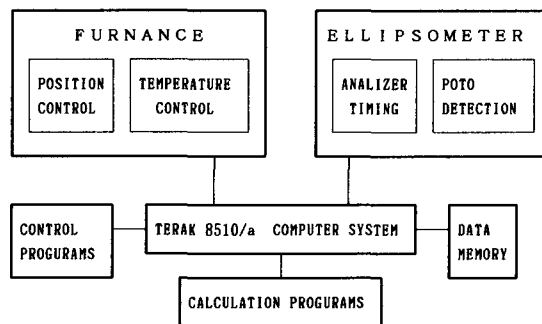 FURNANCE
POSITION
CONTROL
TEMPERATURE
CONTROL
ELLIPSOMETER
ANALIZER
TIMING
POTO
DETECTION
CONTROL
PROGURAMS
TERAK 8510/a COMPUTER SYSTEM
DATA
MEMORY
CALCULATION PROGURAMS